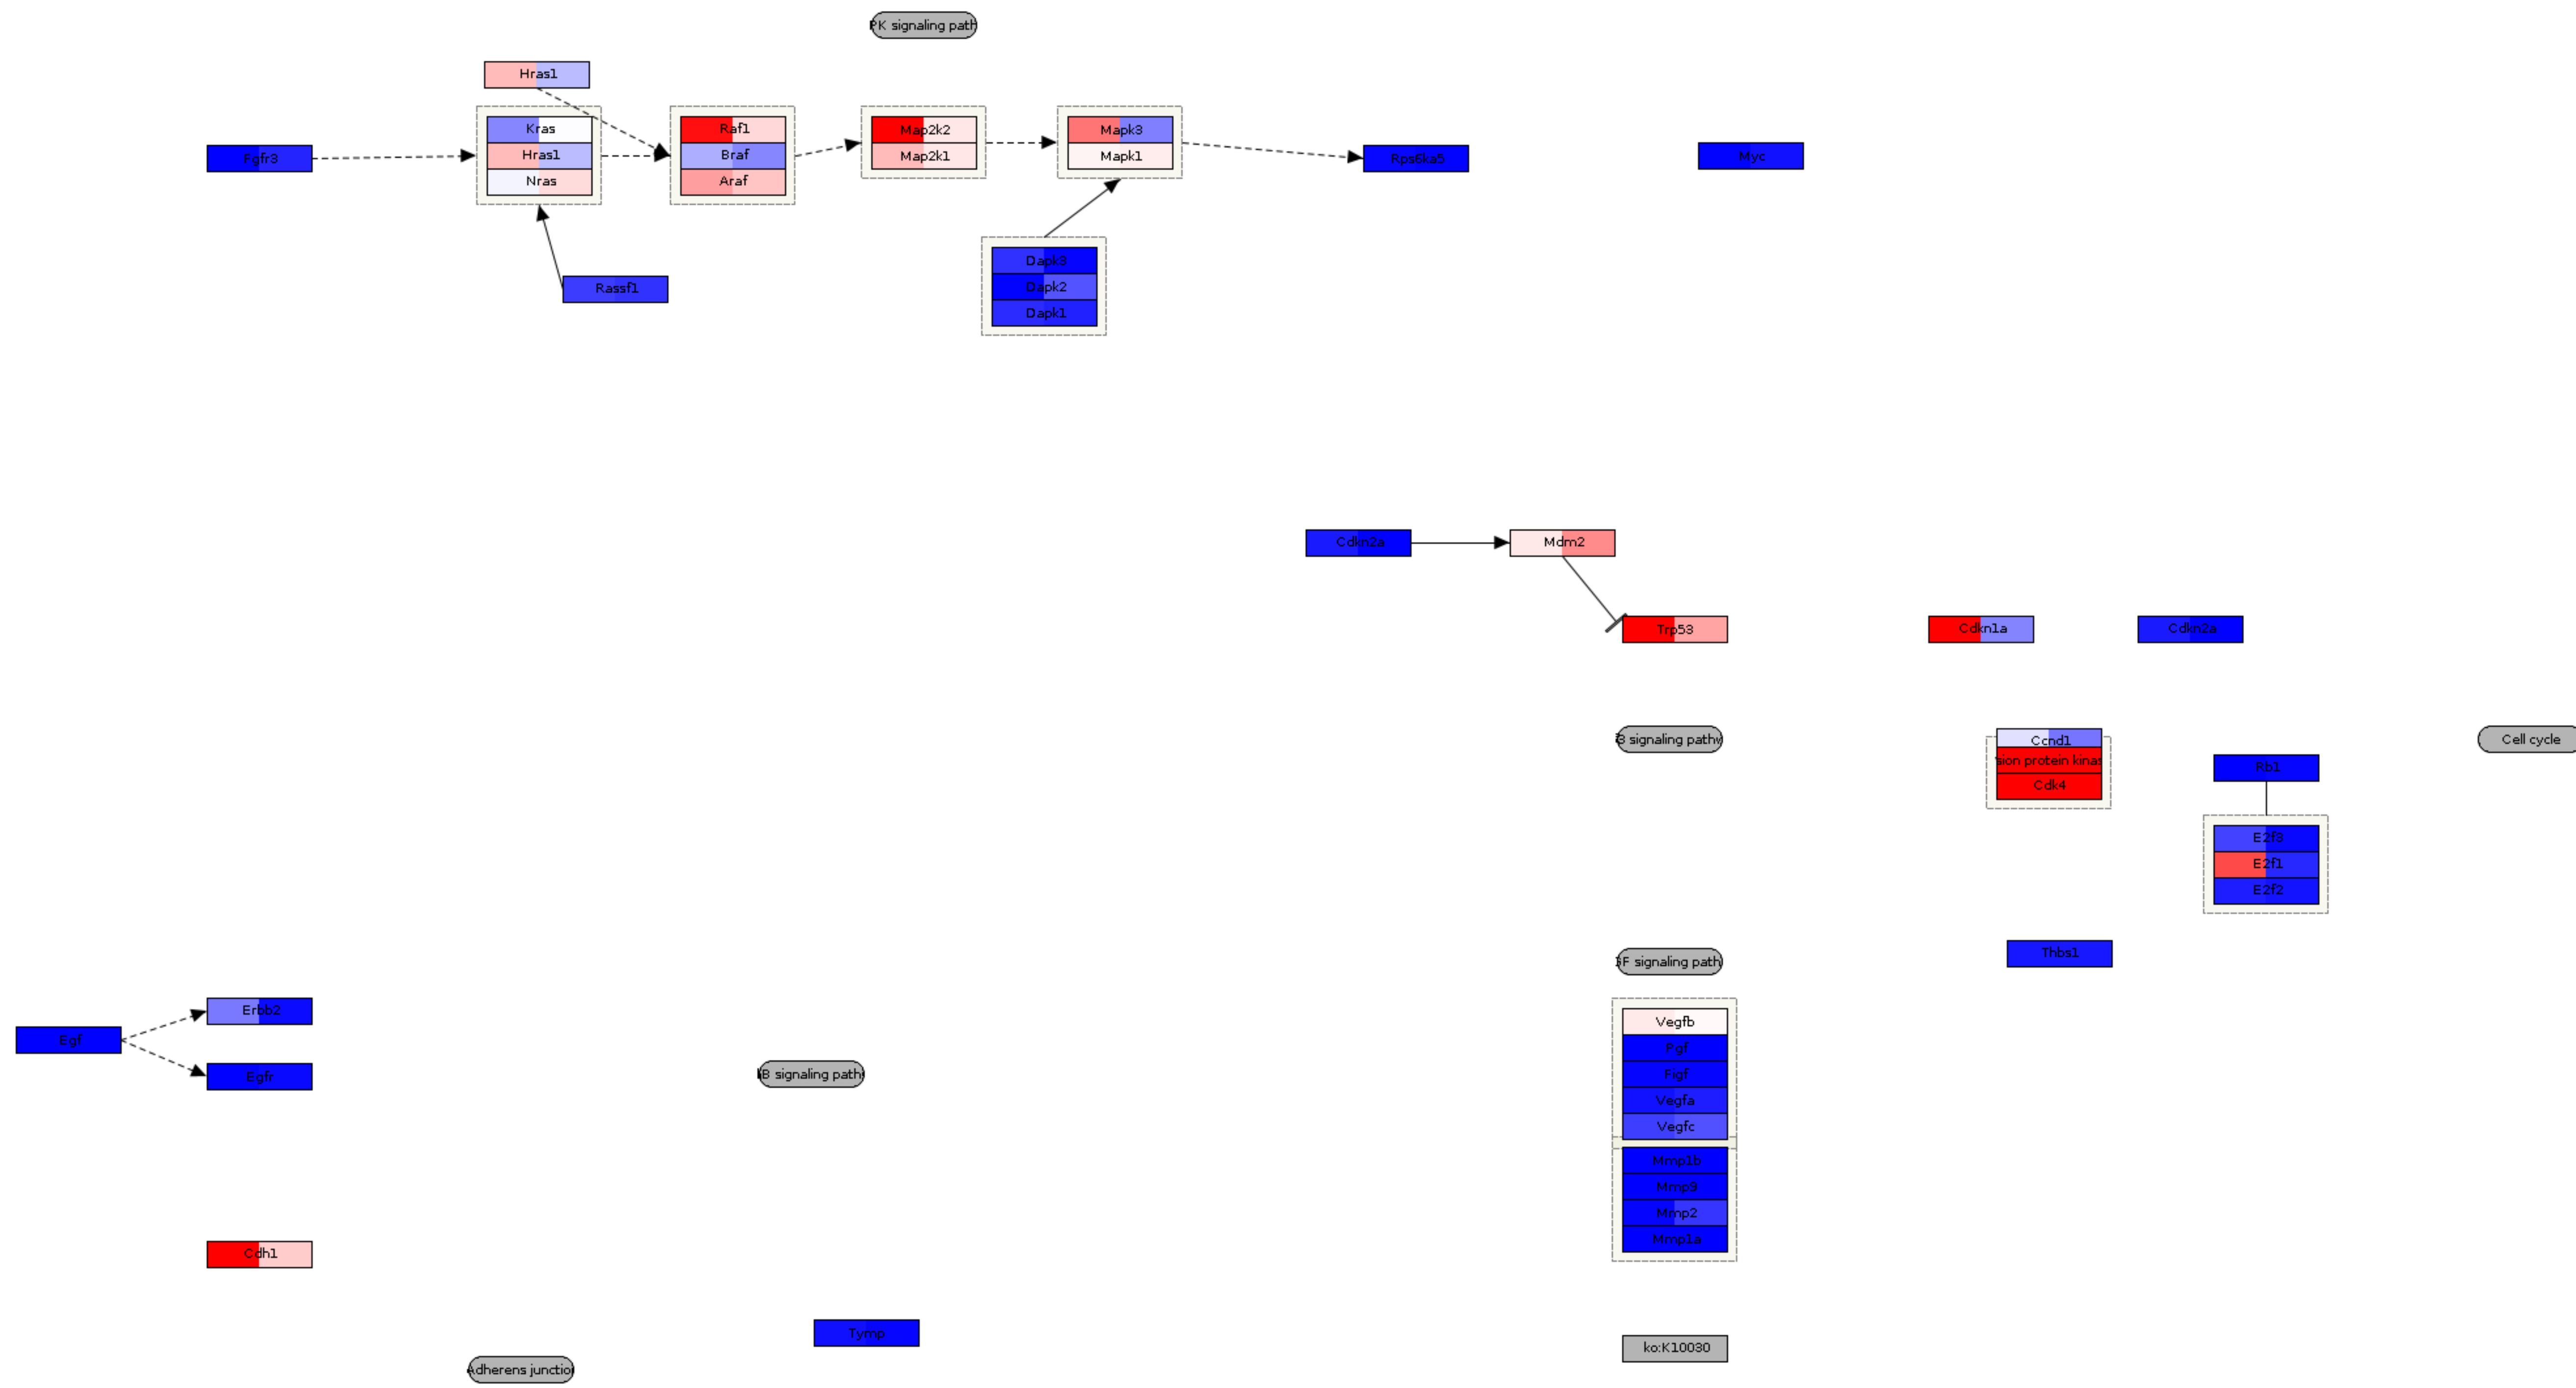 PK signaling path
Hras1
Kras
Hras1
Nras
Raf1
Braf
Araf
Map2k2
Map2k1
Mapk3
Mapk1
Fgfr3
Rps6ka5
Myc
Rassf1
Dapk3
Dapk2
Dapk1
Cdkn2a
Mdm2
Trp53
Cdkn1a
Cdkn2a
signaling pathw
Ccnd1
sion protein kinas
Cdk4
Rb1
Cell cycle
E2f3
E2f1
E2f2
Thbs1
GF signaling path
Erbb2
Egf
Egfr
B signaling path
Vegfb
Pgf
Figf
Vegfa
Vegfc
Mmp1b
Mmp9
Mmp2
Mmp1a
Cdh1
Tymp
ko:K10030
Adherens junctio